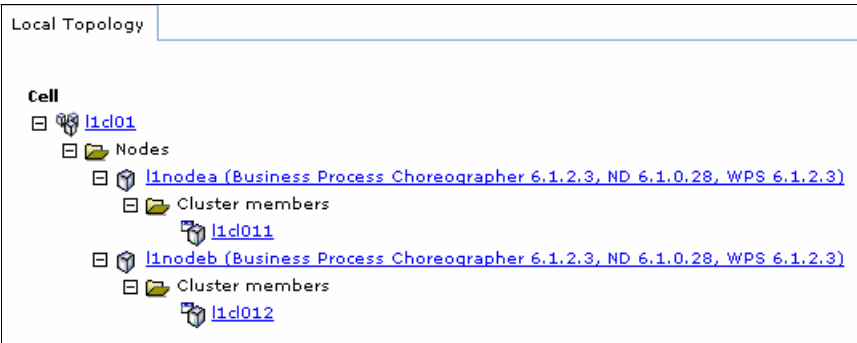 Local Topology
Cell
l1cl01
Nodes
l1nodea (Business Process Choreographer 6.1.2.3, ND 6.1.0.28, WPS 6.1.2.3)
Cluster members
l1cl011
l1nodeb (Business Process Choreographer 6.1.2.3, ND 6.1.0.28, WPS 6.1.2.3)
Cluster members
l1cl012